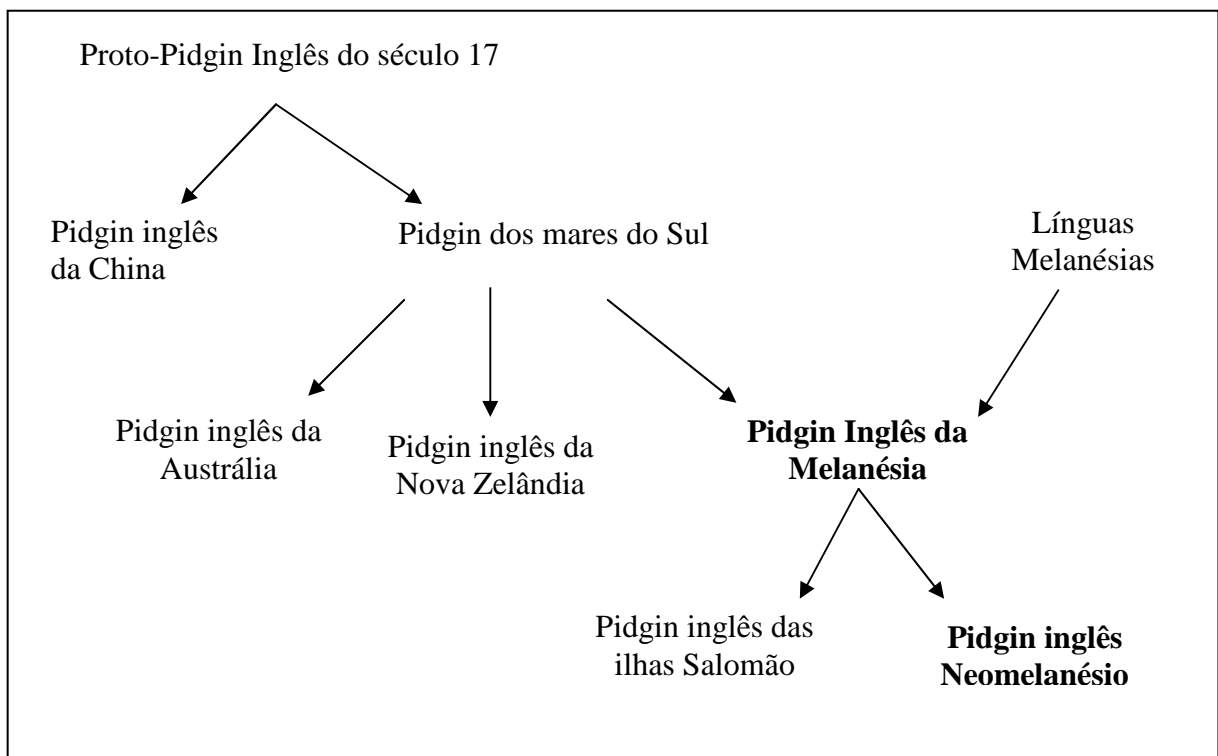 Proto-Pidgin Inglês do século 17
Pidgin inglês
da China
Pidgin dos mares do Sul
Línguas
Melanésias
Pidgin inglês da
Austrália
Pidgin inglês da
Nova Zelândia
Pidgin Inglês da
Melanésia
Pidgin inglês das
ilhas Salomão
Pidgin inglês
Neomelanésio